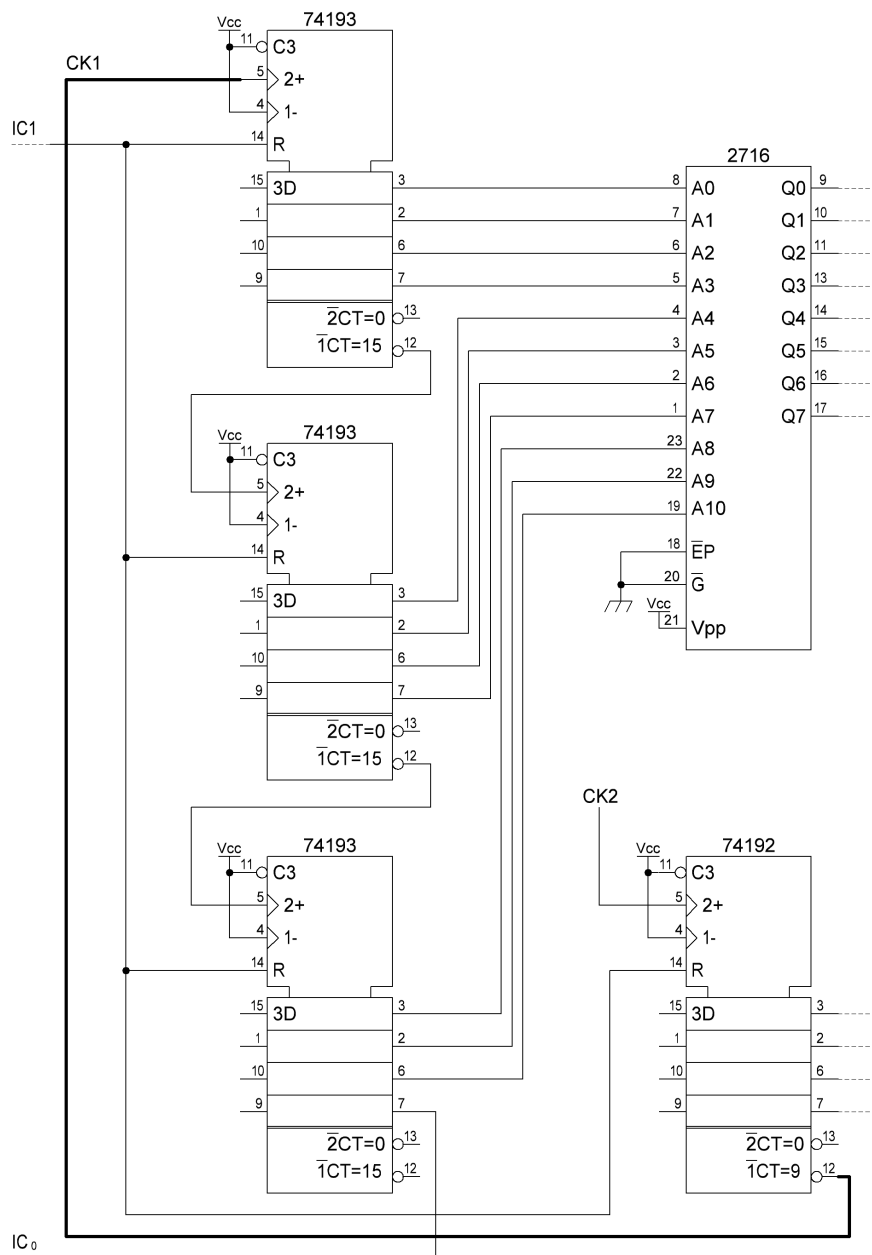 74193
Vcc
11 C3
CK1
5 2+
4 1-
IC1
14 R
15 3D 3
1 2
10 6
9 7
2CT=0 13
1CT=15 12
2716
8 A0 Q0 9
7 A1 Q1 10
6 A2 Q2 11
5 A3 Q3 13
4 A4 Q4 14
3 A5 Q5 15
2 A6 Q6 16
1 A7 Q7 17
23 A8
22 A9
19 A10
18 EP
20 G
Vcc
21 Vpp
74193
Vcc
11 C3
5 2+
4 1-
14 R
15 3D 3
1 2
10 6
9 7
2CT=0 13
1CT=15 12
74193
Vcc
11 C3
5 2+
4 1-
14 R
15 3D 3
1 2
10 6
9 7
2CT=0 13
1CT=15 12
CK2
74192
Vcc
11 C3
5 2+
4 1-
14 R
15 3D 3
1 2
10 6
9 7
2CT=0 13
1CT=9 12
IC0